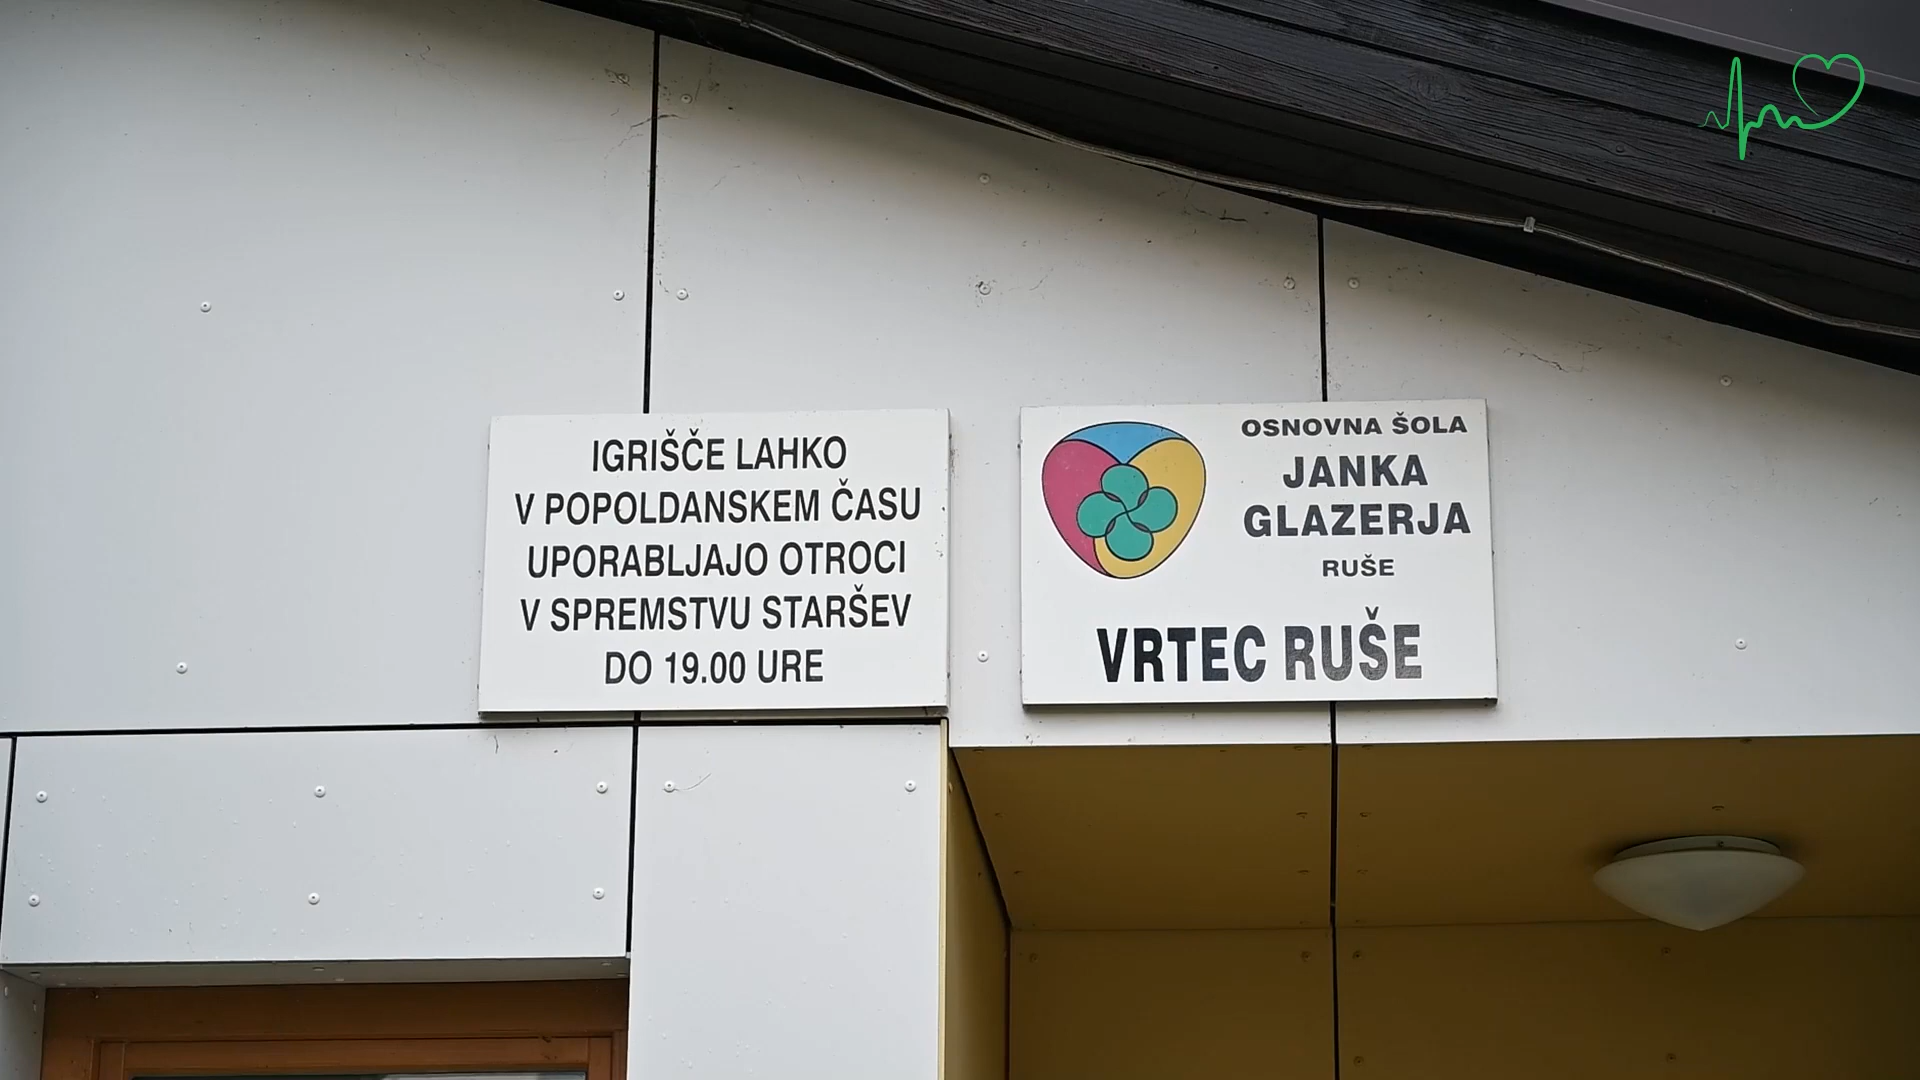 IGRIŠČE LAHKO
V POPOLDANSKEM ČASU
UPORABLJAJO OTROCI
V SPREMSTVU STARŠEV
DO 19.00 URE
OSNOVNA ŠOLA
JANKA
GLAZERJA
RUŠE
VRTEC RUŠE